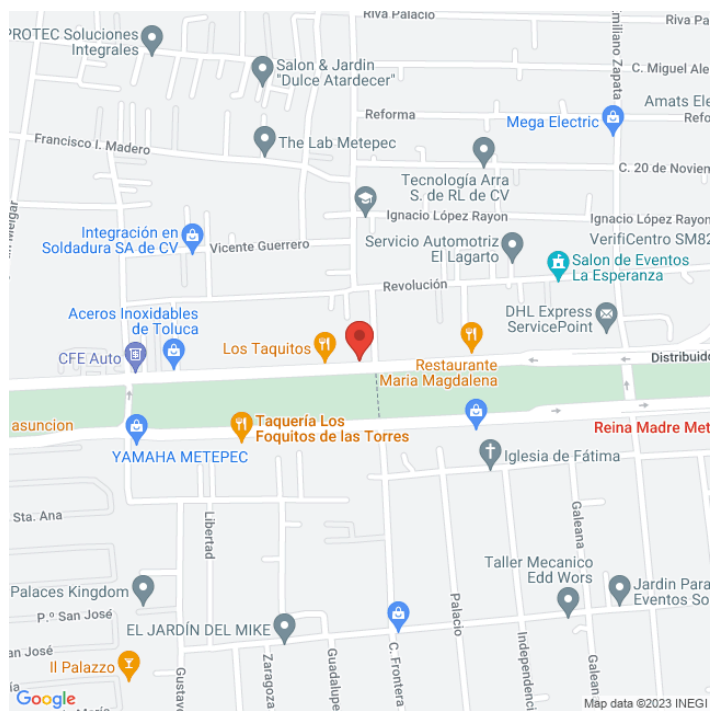 Riva Palacio
Riva Pa
PROTEC Soluciones
Integrales
Salon & Jardin
"Dulce Atardecer"
C. Miguel Ale
miliano Zapata
Reforma
Amats Ele
Refo
Mega Electric
Francisco I. Madero
The Lab Metepec
Tecnología Arra
S. de RL de CV
C. 20 de Noviem
Ignacio López Rayon
Ignacio López Rayon
Integración en
Soldadura SA de CV
Vicente Guerrero
Servicio Automotriz
El Lagarto
VerifiCentro SM82
Salon de Eventos
La Esperanza
Revolución
Aceros Inoxidables
de Toluca
DHL Express
ServicePoint
Los Taquitos
CFE Auto
Restaurante
Maria Magdalena
Distribuido
asuncion
Taquería Los
Foquitos de las Torres
Reina Madre Met
YAMAHA METEPEC
Iglesia de Fátima
Sta. Ana
Libertad
Galeana
Taller Mecanico
Edd Wors
Palaces Kingdom
Jardin Para
Eventos So
P.º San José
EL JARDÍN DEL MIKE
Palacio
an José
Il Palazzo
Gustavo
Zaragoza
Guadalupe
C. Frontera
Independenci
Galean
Google
Map data ©2023 INEGI